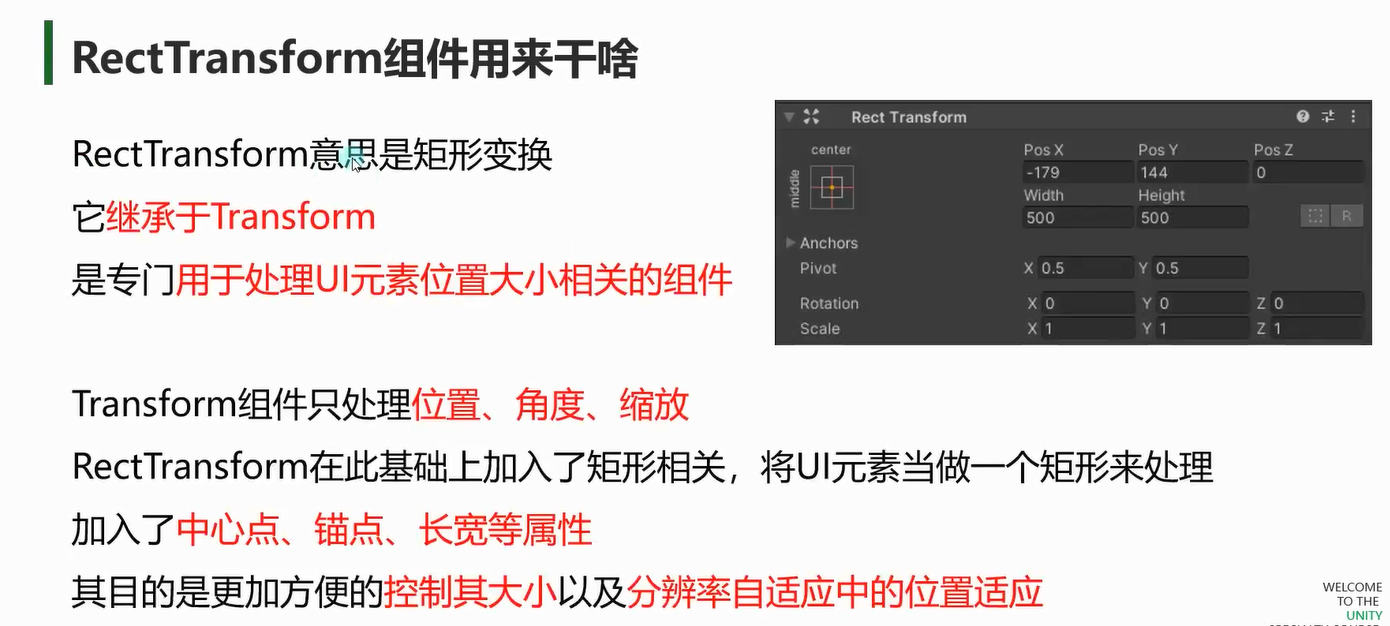 RectTransform组件用来干啥
RectTransform意思是矩形变换
它继承于Transform
是专门用于处理UI元素位置大小相关的组件
Rect Transform
center
middle
Pos X Pos Y Pos Z
-179 144 0
Width Height
500 500
R
Anchors
Pivot X 0.5 Y 0.5
Rotation X 0 Y 0 Z 0
Scale X 1 Y 1 Z 1
Transform组件只处理位置、角度、缩放
RectTransform在此基础上加入了矩形相关，将UI元素当做一个矩形来处理
加入了中心点、锚点、长宽等属性
其目的是更加方便的控制其大小以及分辨率自适应中的位置适应
WELCOME
TO THE
UNITY